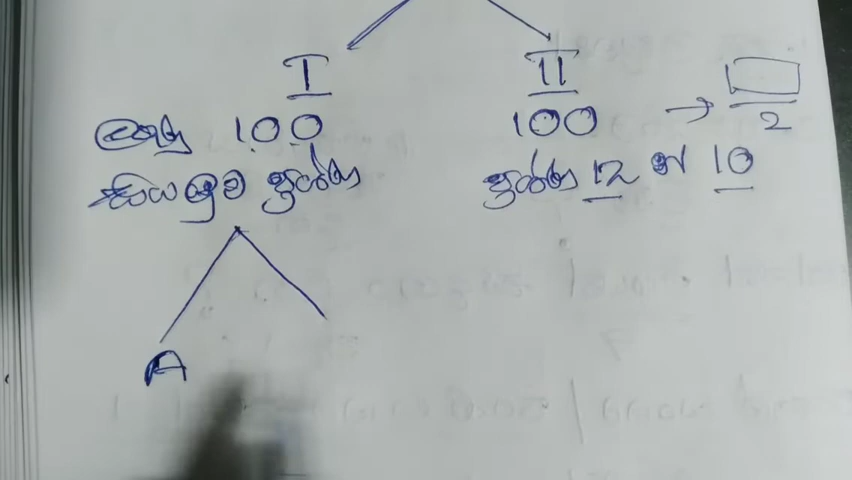 I II
ලකුණු 100 100 → □/2
සියලුම ප්‍රශ්න ප්‍රශ්න 12 න් 10
A